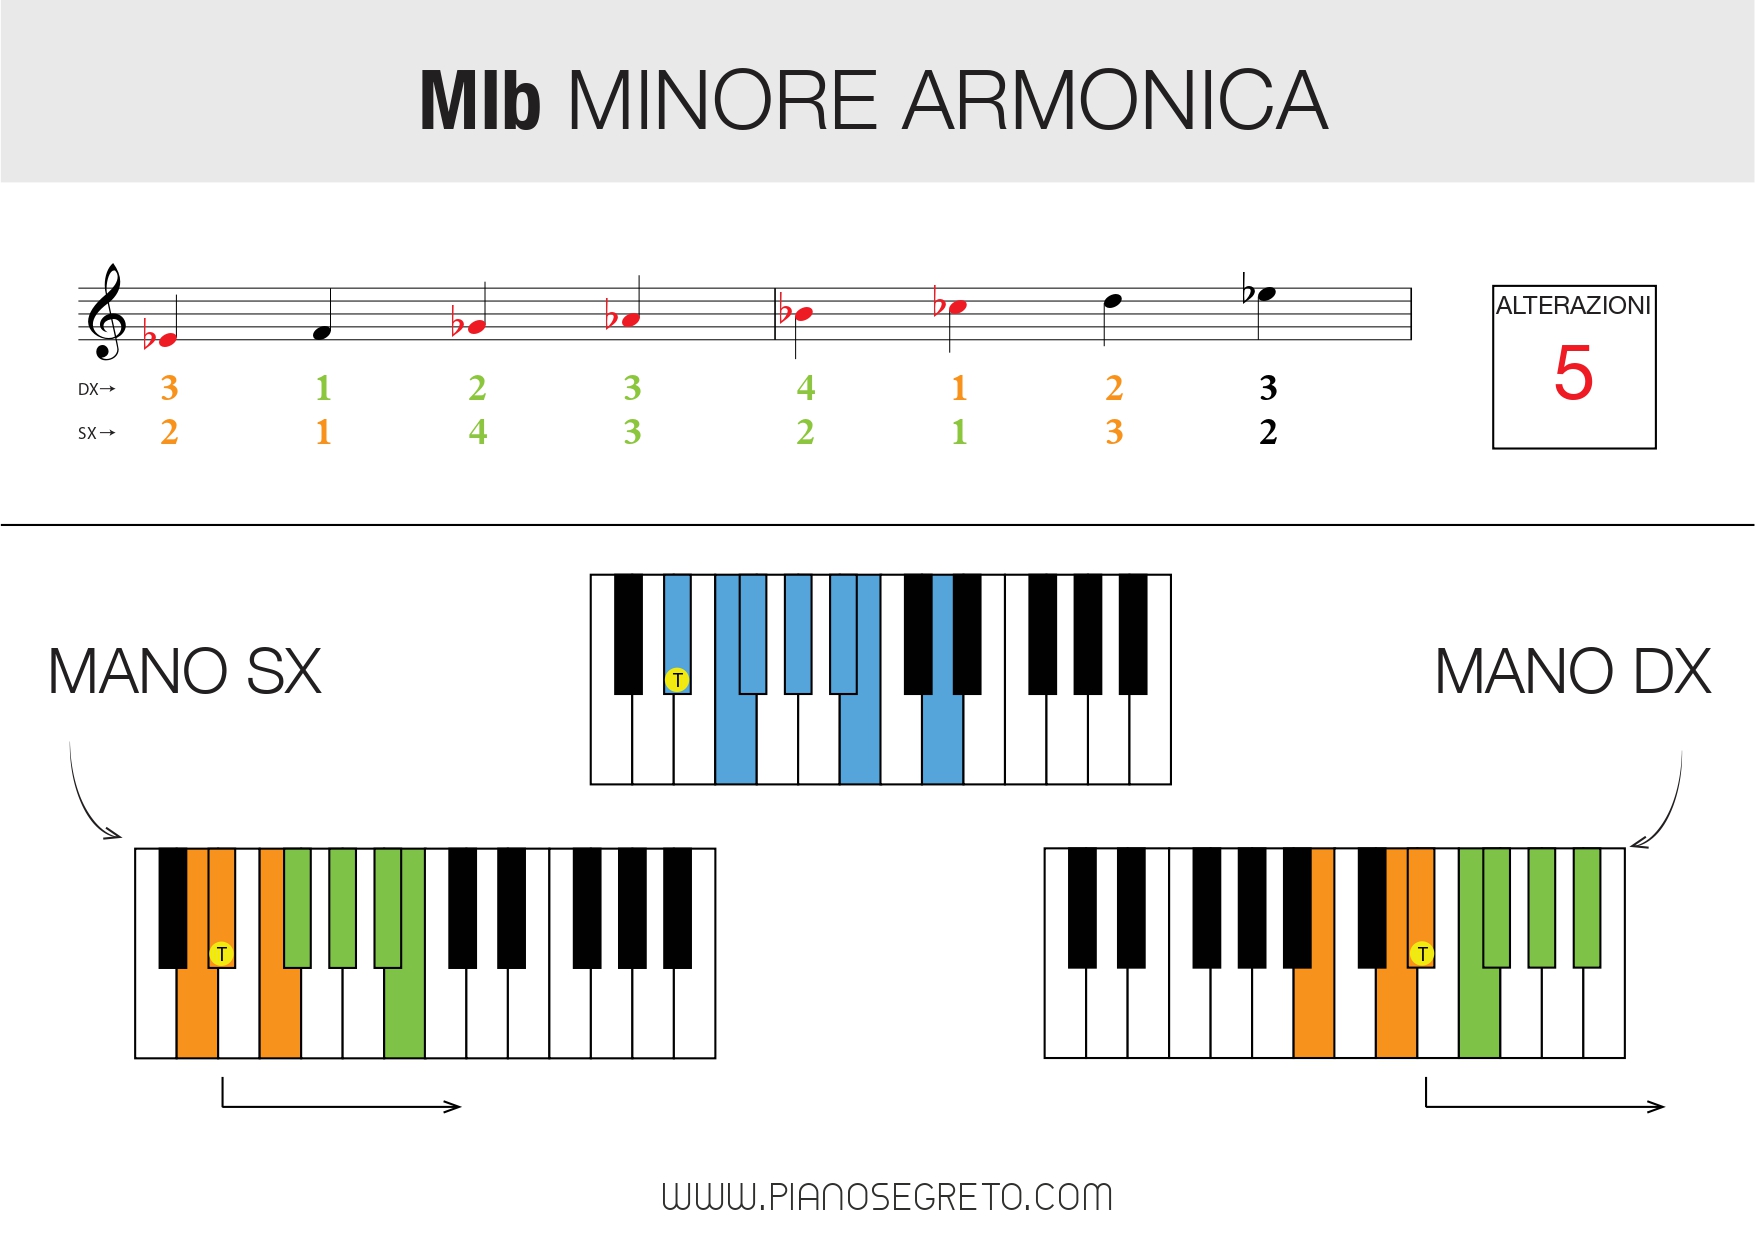 MIb MINORE ARMONICA
ALTERAZIONI
5
DX→ 3 1 2 3 4 1 2 3
SX→ 2 1 4 3 2 1 3 2
MANO SX
MANO DX
T
T
T
WWW.PIANOSEGRETO.COM